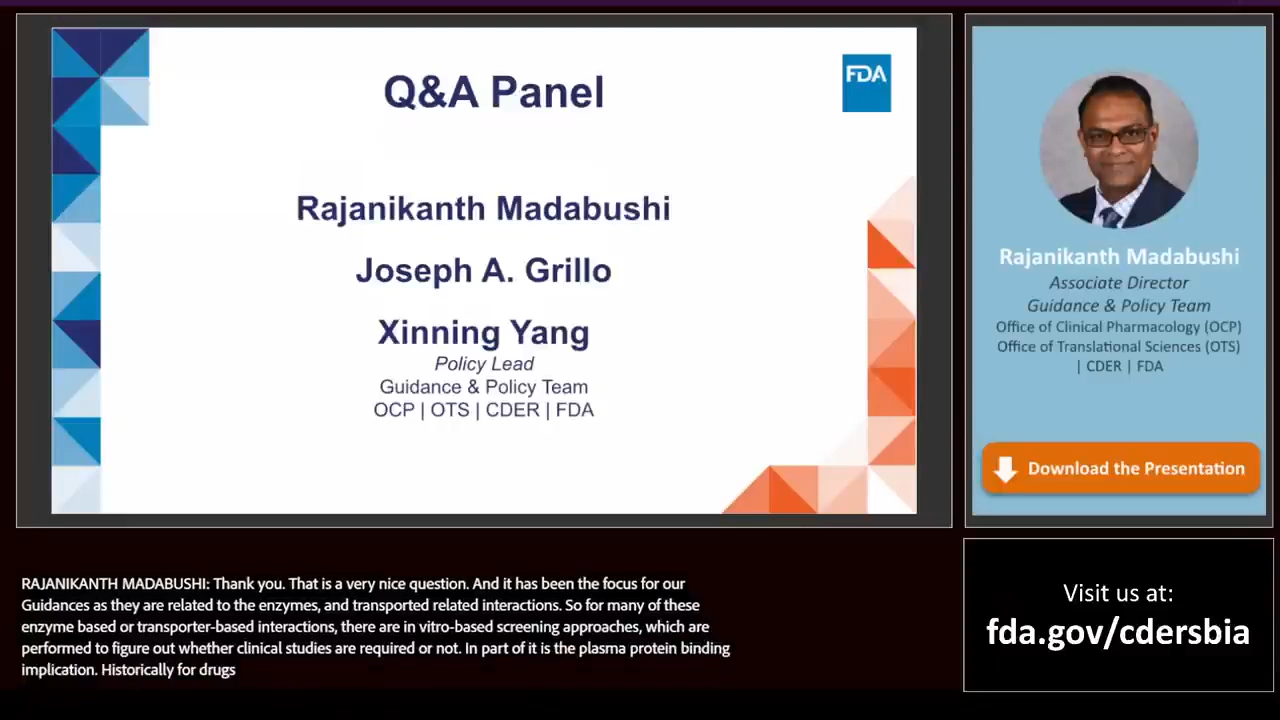 Q&A Panel
FDA
Rajanikanth Madabushi
Joseph A. Grillo
Xinning Yang
Policy Lead
Guidance & Policy Team
OCP | OTS | CDER | FDA
Rajanikanth Madabushi
Associate Director
Guidance & Policy Team
Office of Clinical Pharmacology (OCP)
Office of Translational Sciences (OTS)
| CDER | FDA
Download the Presentation
RAJANIKANTH MADABUSHI: Thank you. That is a very nice question. And it has been the focus for our
Guidances as they are related to the enzymes, and transported related interactions. So for many of these
enzyme based or transporter-based interactions, there are in vitro-based screening approaches, which are
performed to figure out whether clinical studies are required or not. In part of it is the plasma protein binding
implication. Historically for drugs
Visit us at:
fda.gov/cdersbia